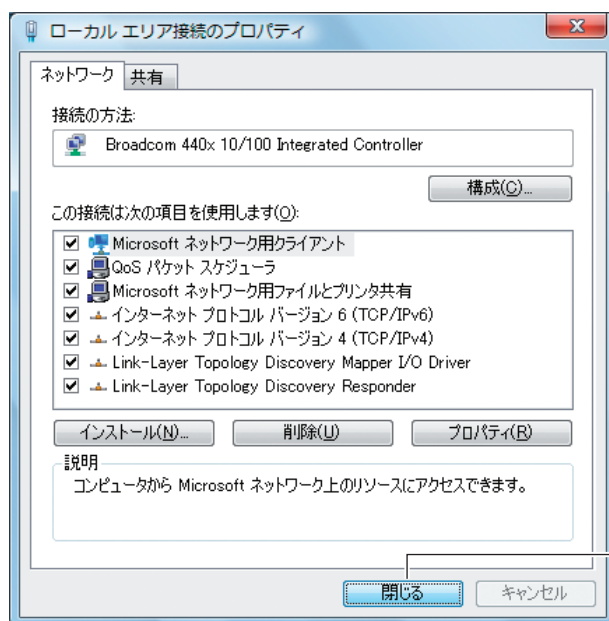 ローカル エリア接続のプロパティ
ネットワーク 共有
接続の方法:
Broadcom 440x 10/100 Integrated Controller
構成(C)...
この接続は次の項目を使用します(O):
Microsoft ネットワーク用クライアント
QoS パケット スケジューラ
Microsoft ネットワーク用ファイルとプリンタ共有
インターネット プロトコル バージョン 6 (TCP/IPv6)
インターネット プロトコル バージョン 4 (TCP/IPv4)
Link-Layer Topology Discovery Mapper I/O Driver
Link-Layer Topology Discovery Responder
インストール(N)... 削除(U) プロパティ(R)
説明
コンピュータから Microsoft ネットワーク上のリソースにアクセスできます。
閉じる キャンセル